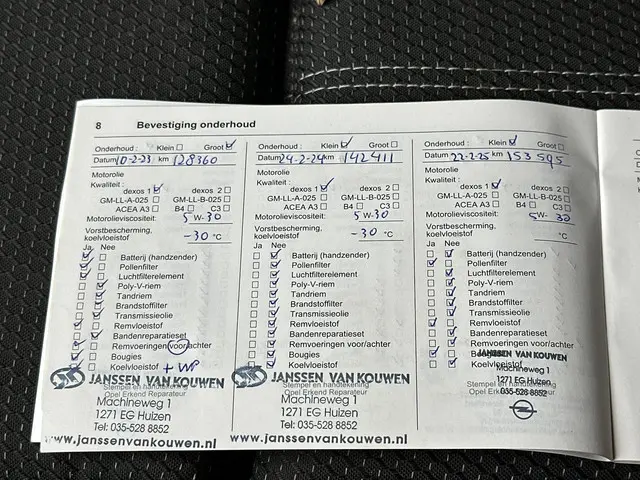 8 Bevestiging onderhoud
Onderhoud : Klein Groot
Datum 10-2-23 km 128360
Motorolie
Kwaliteit :
dexos 1 dexos 2
GM-LL-A-025 GM-LL-B-025
ACEA A3 B4 C3
Motorolieviscositeit: 5 W-30
Vorstbescherming,
koelvloeistof -30 °C
Ja Nee
Batterij (handzender)
Pollenfilter
Luchtfilterelement
Poly-V-riem
Tandriem
Brandstoffilter
Transmissieolie
Remvloeistof
Bandenreparatieset
Remvoeringen voor/achter
Bougies
Koelvloeistof + WP
JANSSEN VAN KOUWEN
Stempel en handtekening
Opel Erkend Reparateur
Machineweg 1
1271 EG Huizen
Tel: 035-528 8852
www.janssenvankouwen.nl
Onderhoud : Klein Groot
Datum 24-2-24 km 142411
Motorolie
Kwaliteit :
dexos 1 dexos 2
GM-LL-A-025 GM-LL-B-025
ACEA A3 B4 C3
Motorolieviscositeit: 5 W-30
Vorstbescherming,
koelvloeistof -30 °C
Ja Nee
Batterij (handzender)
Pollenfilter
Luchtfilterelement
Poly-V-riem
Tandriem
Brandstoffilter
Transmissieolie
Remvloeistof
Bandenreparatieset
Remvoeringen voor/achter
Bougies
Koelvloeistof
JANSSEN VAN KOUWEN
Stempel en handtekening
Opel Erkend Reparateur
Machineweg 1
1271 EG Huizen
Tel: 035-528 8852
www.janssenvankouwen.nl
Onderhoud : Klein Groot
Datum 22-2-25 km 153595
Motorolie
Kwaliteit :
dexos 1 dexos 2
GM-LL-A-025 GM-LL-B-025
ACEA A3 B4 C3
Motorolieviscositeit: 5 W-30
Vorstbescherming,
koelvloeistof °C
Ja Nee
Batterij (handzender)
Pollenfilter
Luchtfilterelement
Poly-V-riem
Tandriem
Brandstoffilter
Transmissieolie
Remvloeistof
Bandenreparatieset
Remvoeringen voor/achter
JANSSEN VAN KOUWEN
Koelvloeistof
Machineweg 1
1271 EG Huizen
Stempel en handtekening
Opel Erkend
035-528 8852